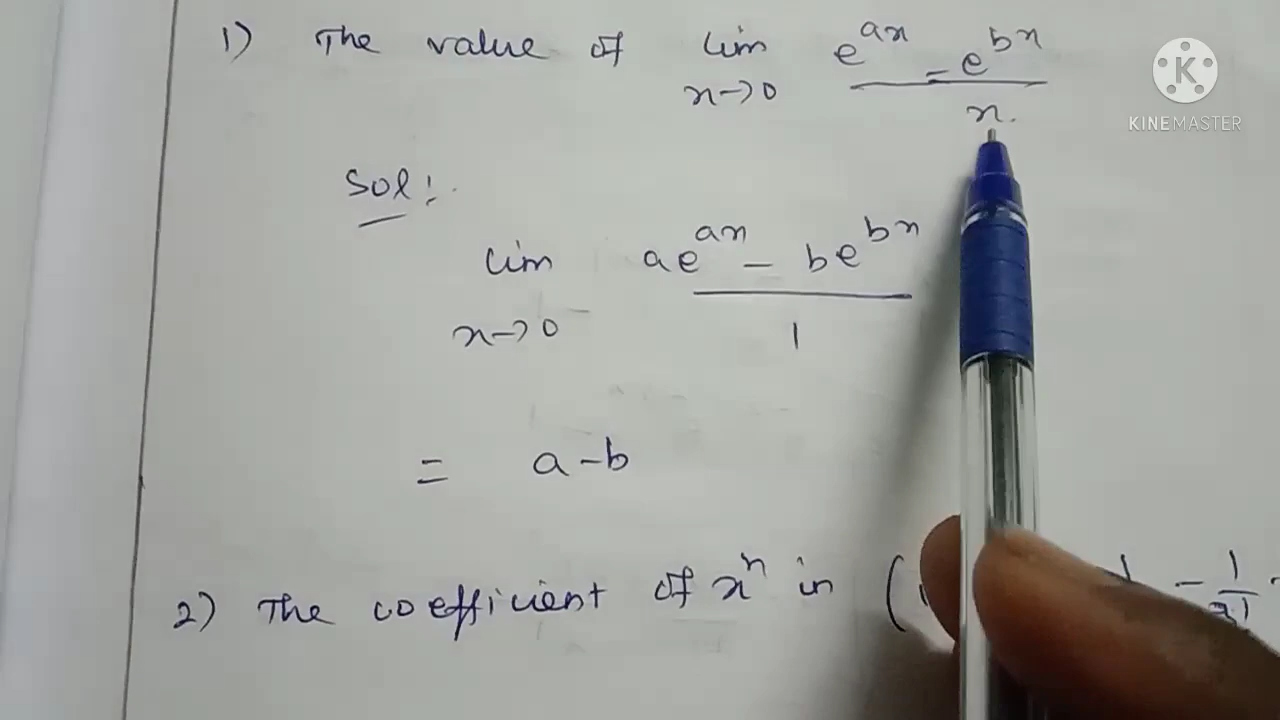 1) The value of lim x→0 e^{ax} - e^{bx} / x.
KINEMASTER
Sol:
lim x→0 ae^{ax} - be^{bx} / 1
= a-b
2) The coefficient of x^n in (